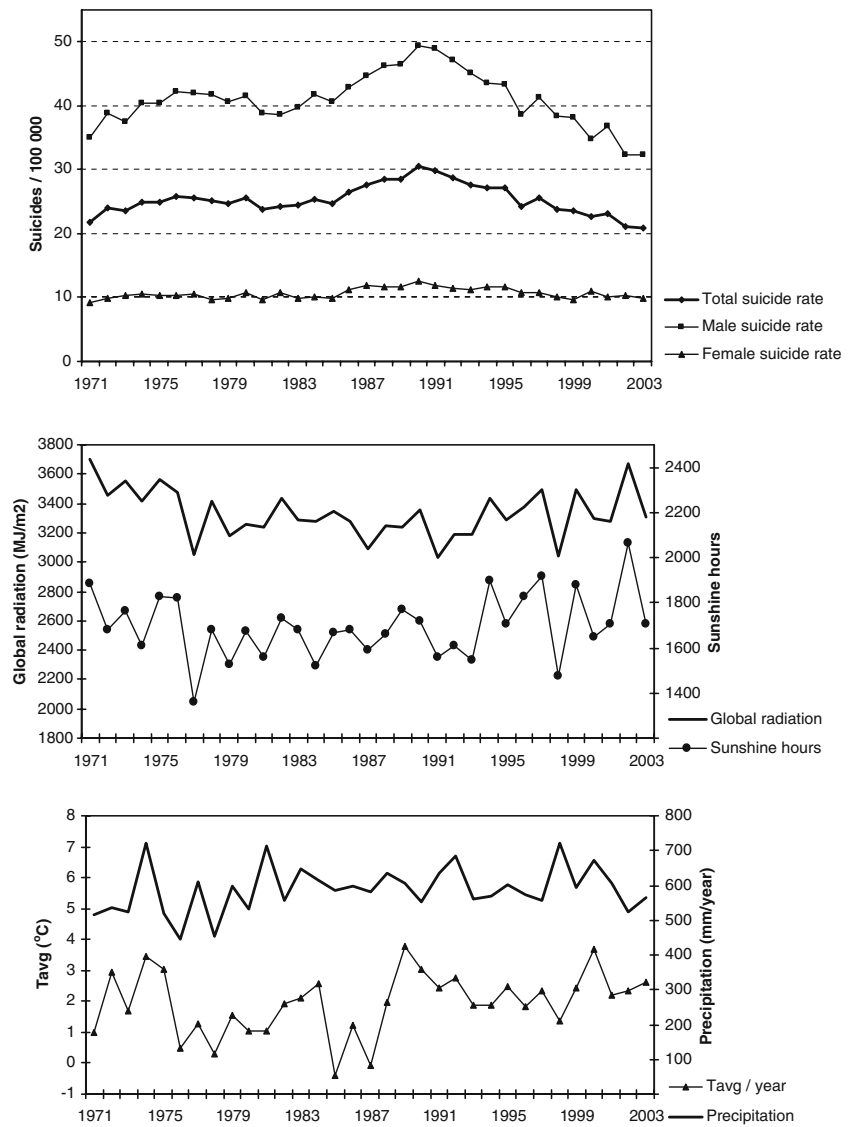 50
40
30
20
10
0
Suicides / 100 000
1971 1975 1979 1983 1987 1991 1995 1999 2003
Total suicide rate
Male suicide rate
Female suicide rate
3800
3600
3400
3200
3000
2800
2600
2400
2200
2000
1800
Global radiation (MJ/m2)
2400
2200
2000
1800
1600
1400
Sunshine hours
1971 1975 1979 1983 1987 1991 1995 1999 2003
Global radiation
Sunshine hours
8
7
6
5
4
3
2
1
0
-1
Tavg (°C)
800
700
600
500
400
300
200
100
Precipitation (mm/year)
1971 1975 1979 1983 1987 1991 1995 1999 2003
Tavg / year
Precipitation